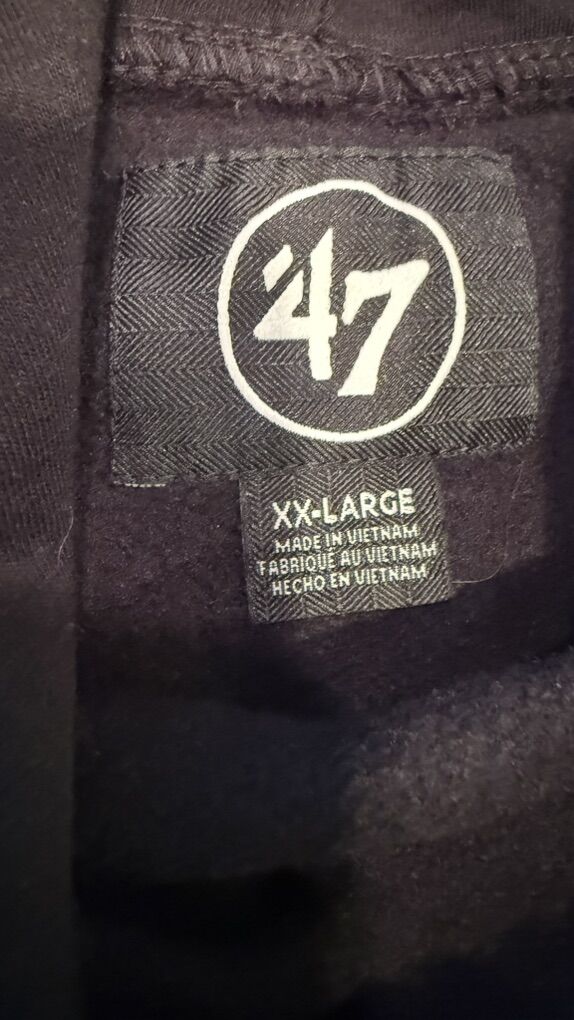 '47
XX-LARGE
MADE IN VIETNAM
FABRIQUÉ AU VIETNAM
HECHO EN VIETNAM